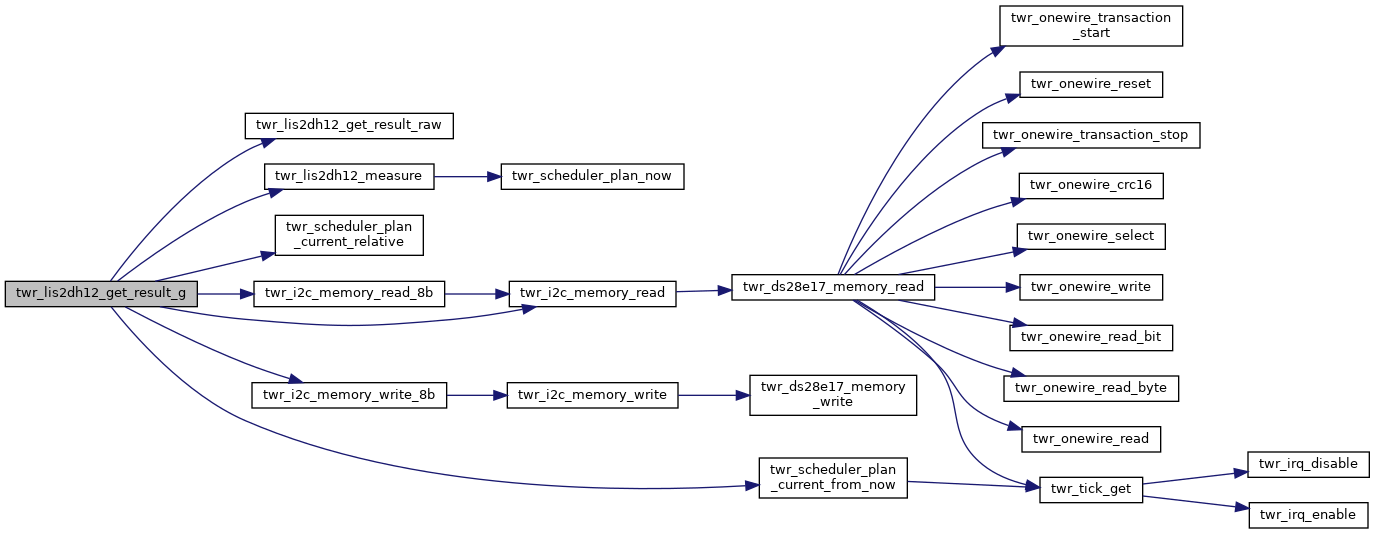 twr_onewire_transaction
_start
twr_onewire_reset
twr_lis2dh12_get_result_raw
twr_onewire_transaction_stop
twr_lis2dh12_measure
twr_scheduler_plan_now
twr_onewire_crc16
twr_scheduler_plan
_current_relative
twr_onewire_select
twr_lis2dh12_get_result_g
twr_i2c_memory_read_8b
twr_i2c_memory_read
twr_ds28e17_memory_read
twr_onewire_write
twr_onewire_read_bit
twr_i2c_memory_write_8b
twr_i2c_memory_write
twr_ds28e17_memory
_write
twr_onewire_read_byte
twr_onewire_read
twr_scheduler_plan
_current_from_now
twr_tick_get
twr_irq_disable
twr_irq_enable